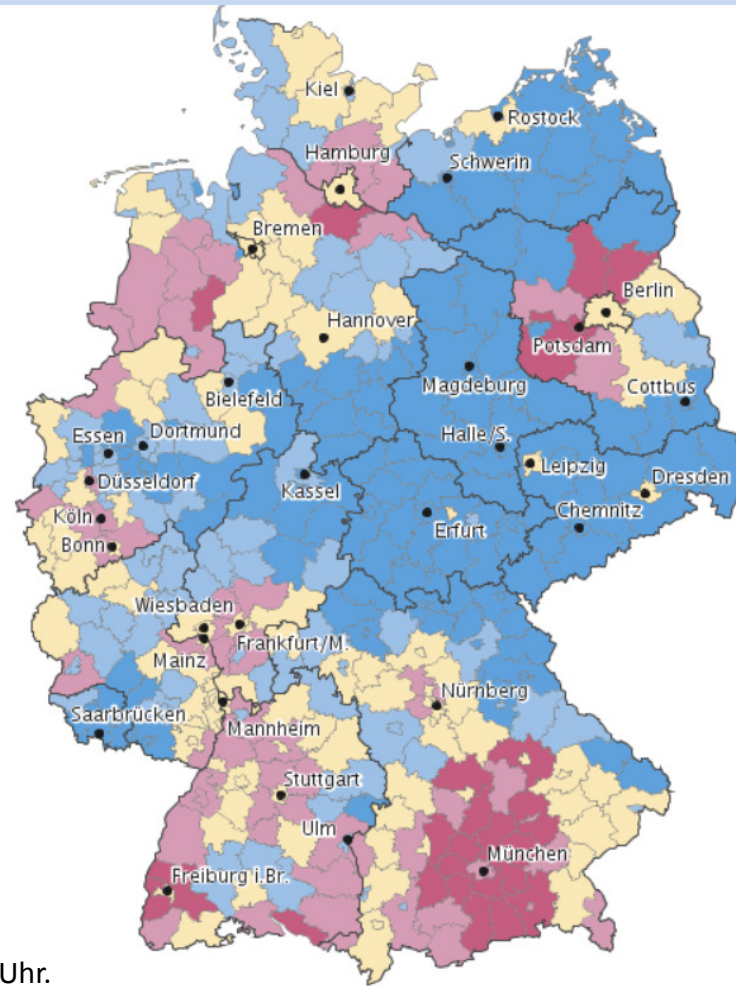 Kiel
Rostock
Hamburg
Schwerin
Bremen
Berlin
Hannover
Potsdam
Magdeburg
Bielefeld
Cottbus
Essen
Dortmund
Halle/S.
Leipzig
Düsseldorf
Kassel
Dresden
Köln
Chemnitz
Erfurt
Bonn
Wiesbaden
Frankfurt/M.
Mainz
Nürnberg
Saarbrücken
Mannheim
Stuttgart
Ulm
München
Freiburg i.Br.
Uhr.